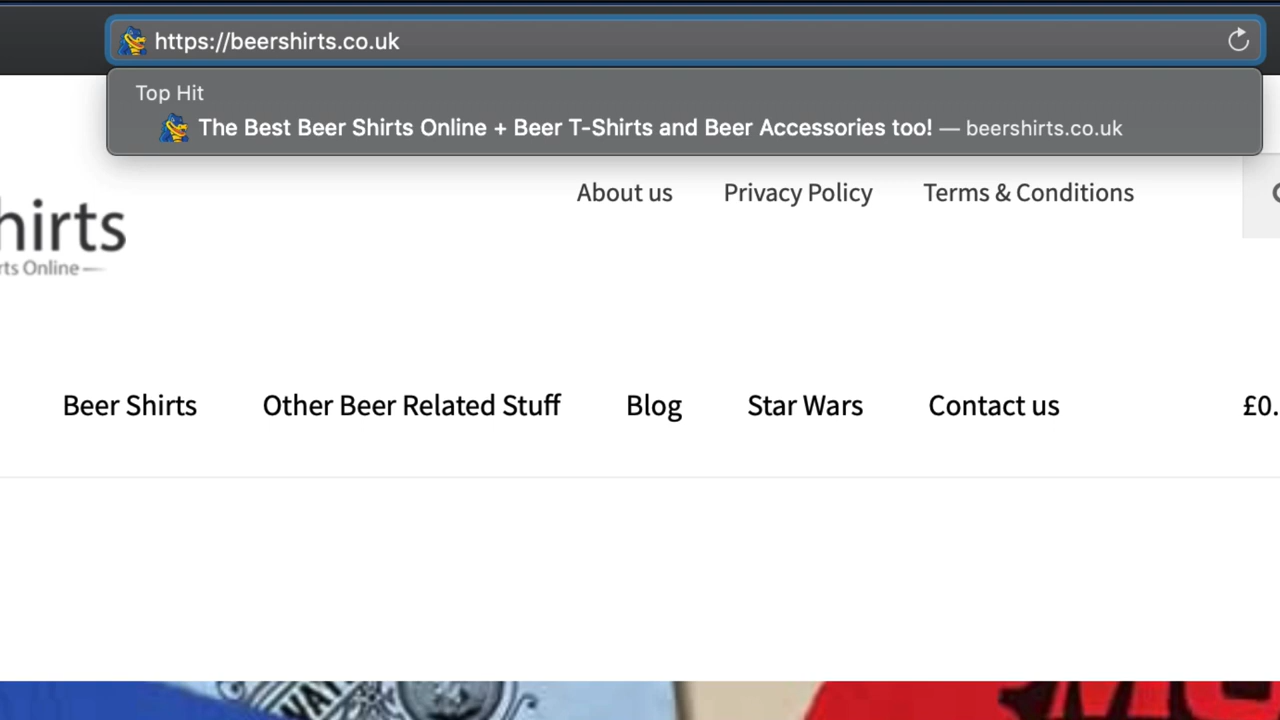 https://beershirts.co.uk
Top Hit
The Best Beer Shirts Online + Beer T-Shirts and Beer Accessories too! — beershirts.co.uk
About us Privacy Policy Terms & Conditions
hirts
rts Online
Beer Shirts Other Beer Related Stuff Blog Star Wars Contact us £0.